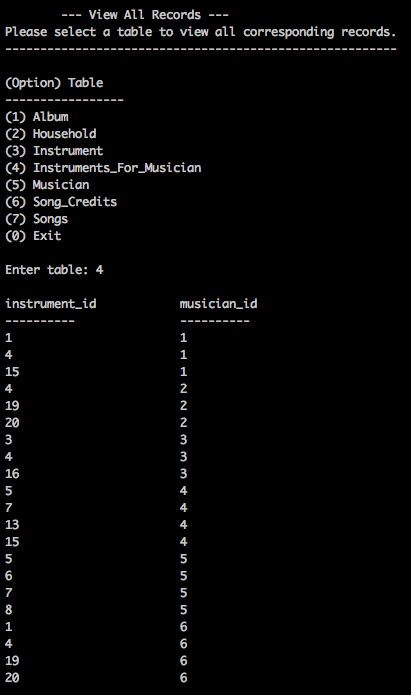 --- View All Records ---
Please select a table to view all corresponding records.
--------------------------------------------------------
(Option) Table
-----------------
(1) Album
(2) Household
(3) Instrument
(4) Instruments_For_Musician
(5) Musician
(6) Song_Credits
(7) Songs
(0) Exit
Enter table: 4
instrument_id musician_id
---------- ----------
1 1
4 1
15 1
4 2
19 2
20 2
3 3
4 3
16 3
5 4
7 4
13 4
15 4
5 5
6 5
7 5
8 5
1 6
4 6
19 6
20 6